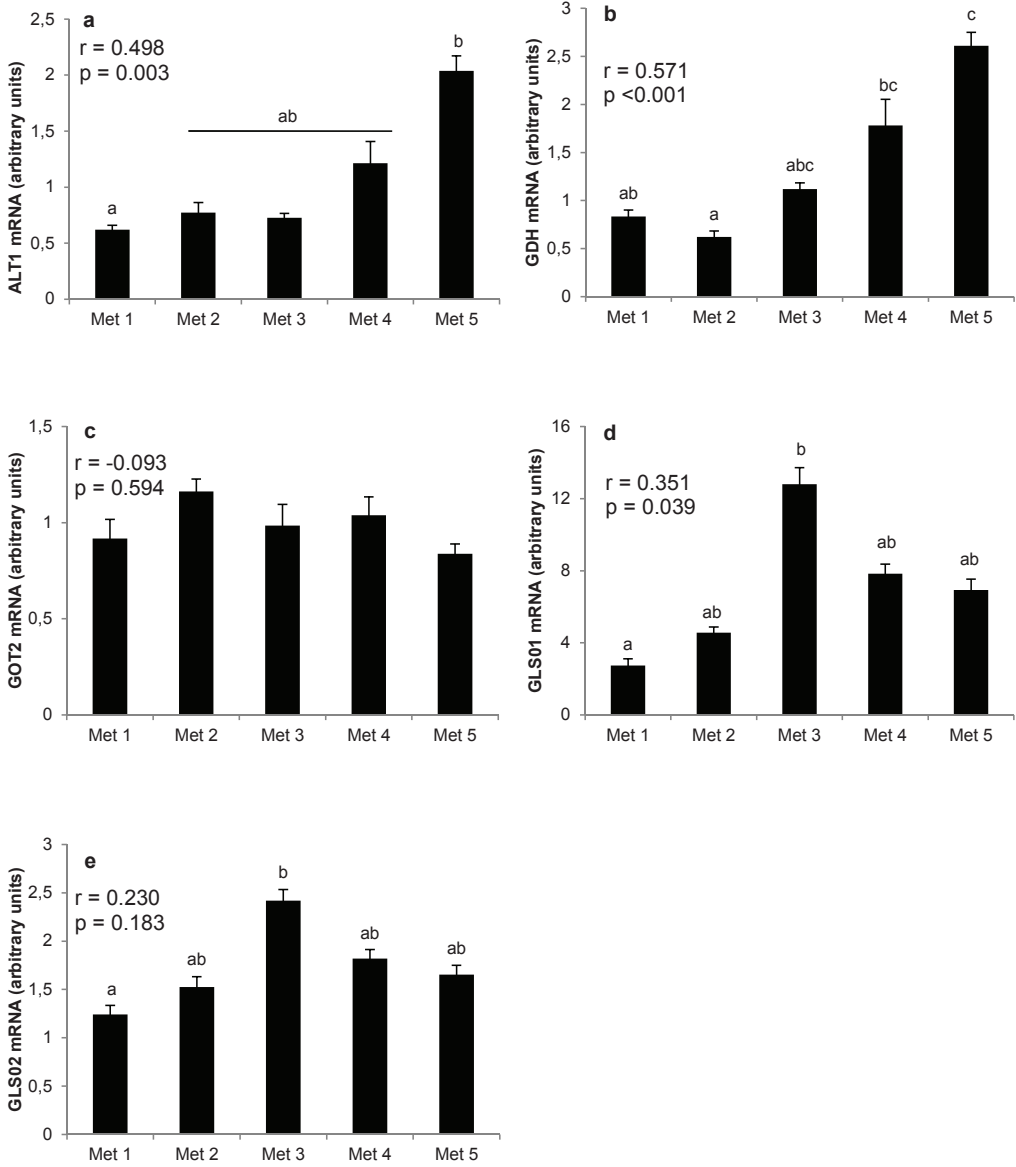 a
r = 0.498
p = 0.003
ALT1 mRNA (arbitrary units)
2,5
2
1,5
1
0,5
0
a
ab
b
Met 1 Met 2 Met 3 Met 4 Met 5
b
r = 0.571
p <0.001
GDH mRNA (arbitrary units)
3
2,5
2
1,5
1
0,5
0
ab
a
abc
bc
c
Met 1 Met 2 Met 3 Met 4 Met 5
c
r = -0.093
p = 0.594
GOT2 mRNA (arbitrary units)
1,5
1
0,5
0
Met 1 Met 2 Met 3 Met 4 Met 5
d
r = 0.351
p = 0.039
GLS01 mRNA (arbitrary units)
16
12
8
4
0
a
ab
b
ab
ab
Met 1 Met 2 Met 3 Met 4 Met 5
e
r = 0.230
p = 0.183
GLS02 mRNA (arbitrary units)
3
2,5
2
1,5
1
0,5
0
a
ab
b
ab
ab
Met 1 Met 2 Met 3 Met 4 Met 5